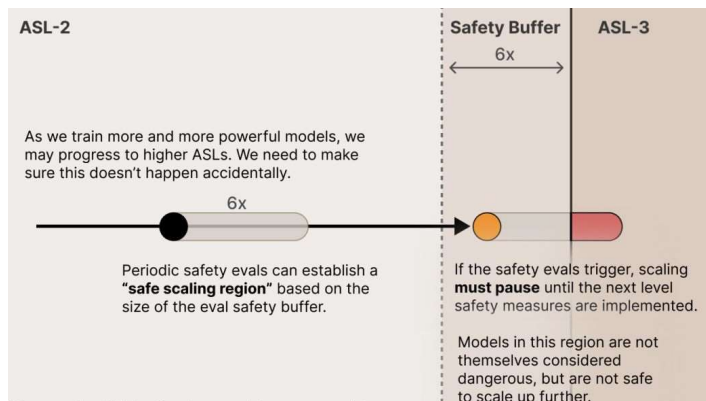 ASL-2
Safety Buffer
ASL-3
6x
As we train more and more powerful models, we
may progress to higher ASLs. We need to make
sure this doesn't happen accidentally.
6x
Periodic safety evals can establish a
"safe scaling region" based on the
size of the eval safety buffer.
If the safety evals trigger, scaling
must pause until the next level
safety measures are implemented.
Models in this region are not
themselves considered
dangerous, but are not safe
to scale up further.